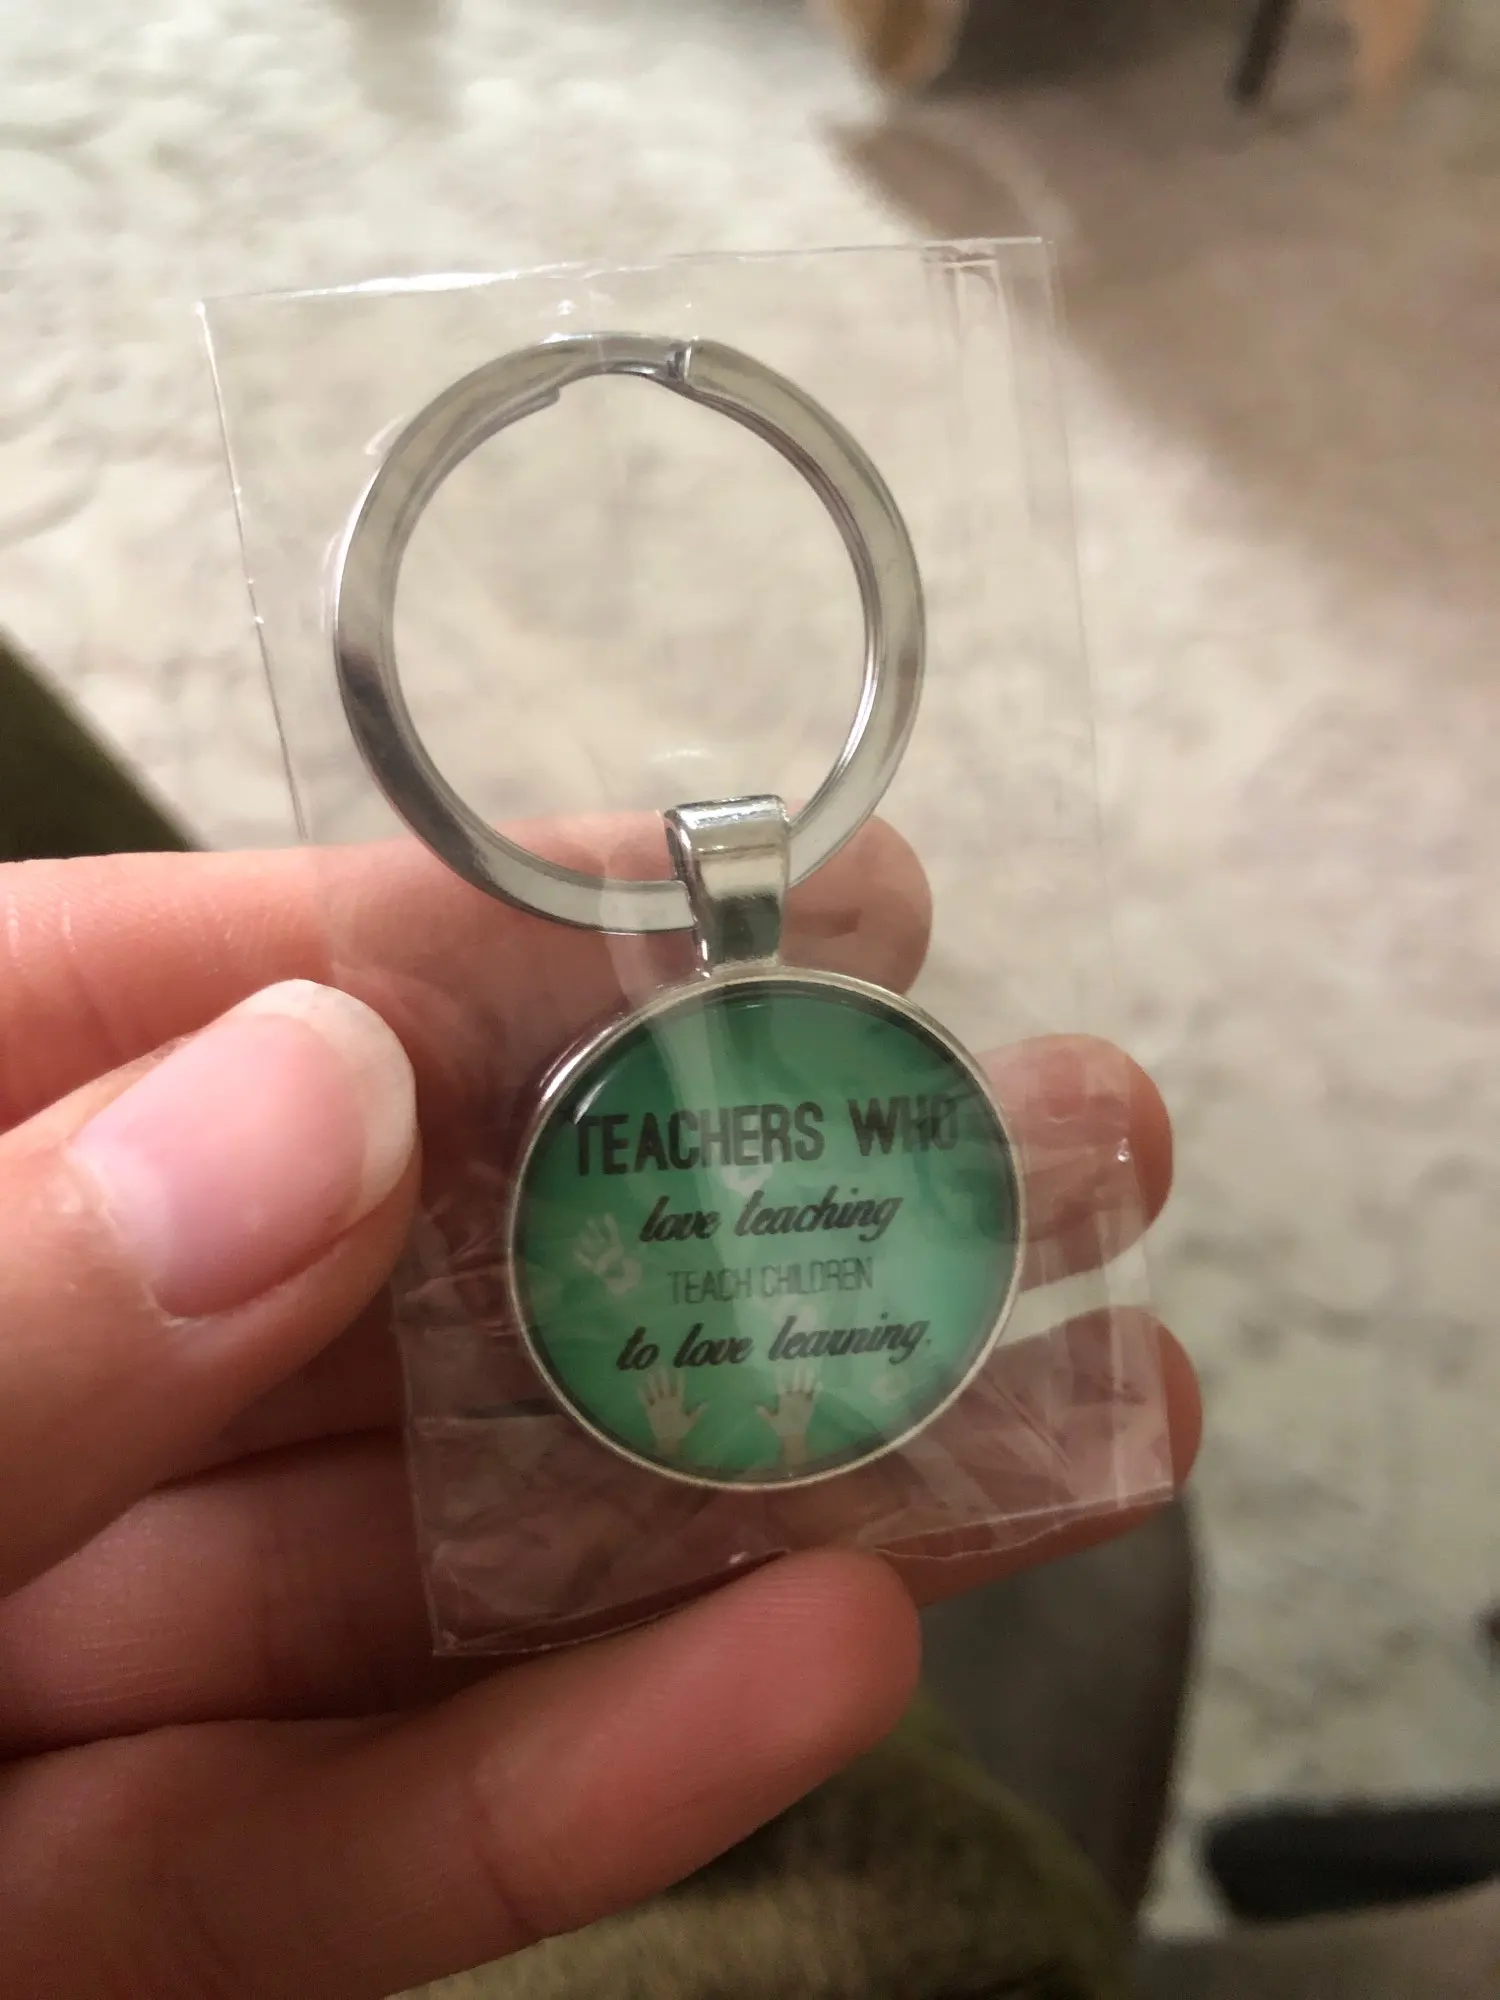 TEACHERS WHO
love teaching
TEACH CHILDREN
to love learning.